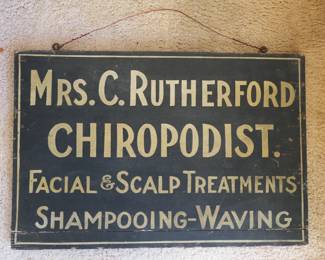 MRS. C. RUTHERFORD
CHIROPODIST.
FACIAL & SCALP TREATMENTS
SHAMPOOING-WAVING